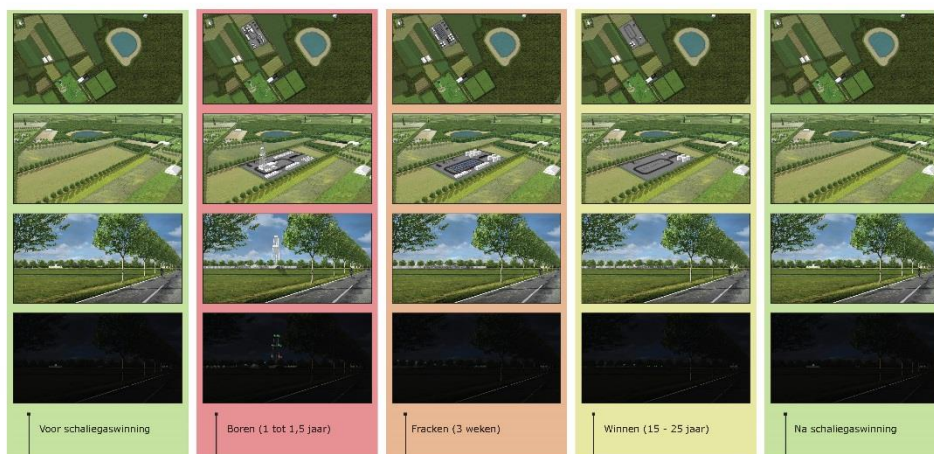 Voor schaliegaswinning
Boren (1 tot 1,5 jaar)
Fracken (3 weken)
Winnen (15 - 25 jaar)
Na schaliegaswinning